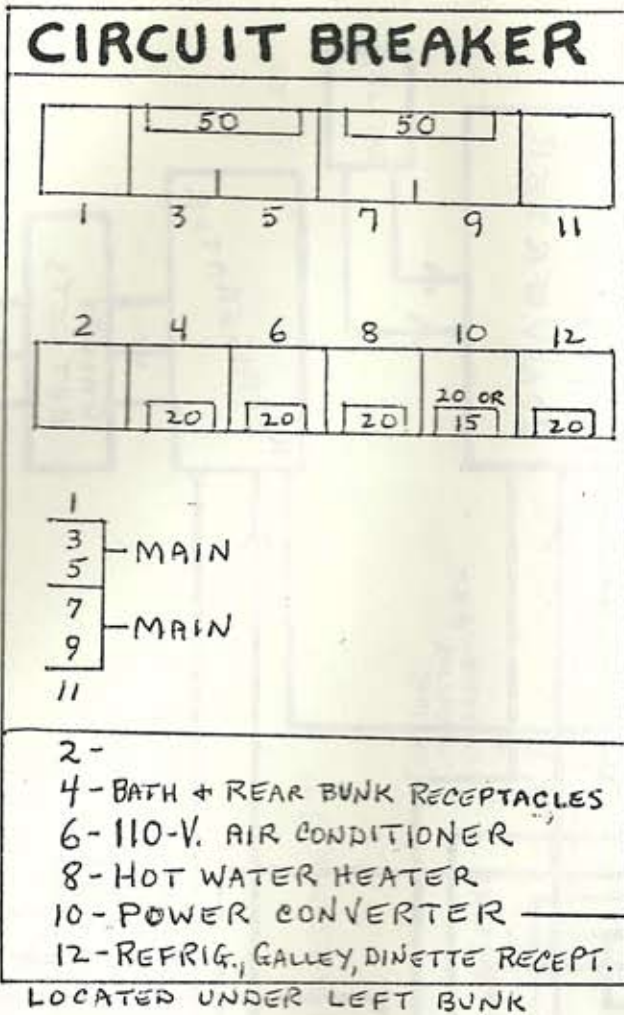 CIRCUIT BREAKER
50 50
1 3 5 7 9 11
2 4 6 8 10 12
20 20 20 20 OR 15 20
1
3
5
MAIN
7
9
MAIN
11
2-
4-BATH + REAR BUNK RECEPTACLES
6-110-V. AIR CONDITIONER
8-HOT WATER HEATER
10-POWER CONVERTER
12-REFRIG., GALLEY, DINETTE RECEPT.
LOCATED UNDER LEFT BUNK